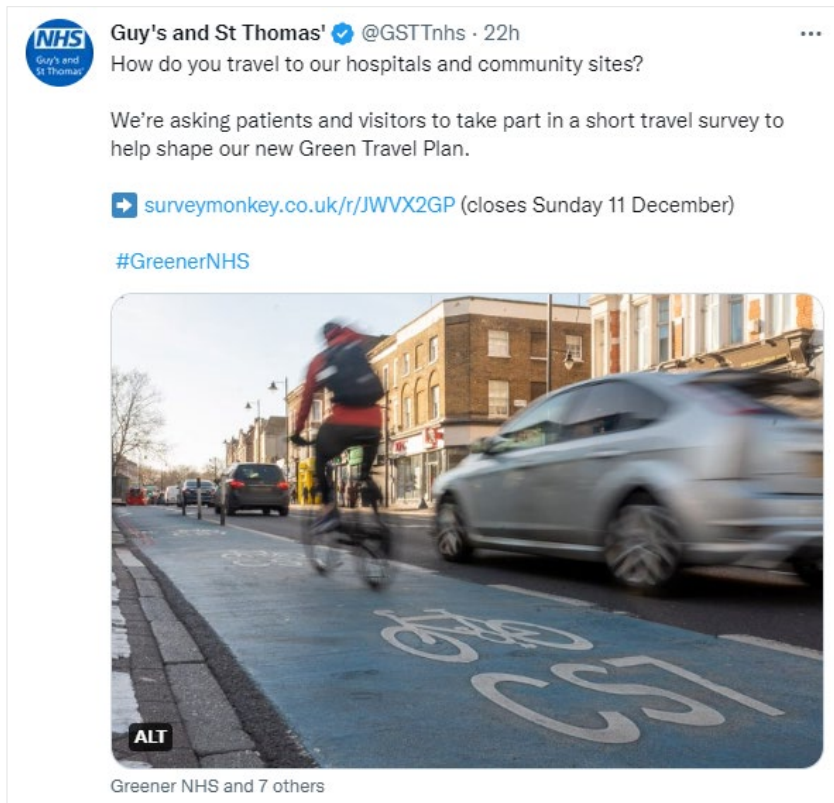 NHS
Guy's and
St Thomas'
Guy's and St Thomas' @GSTTnhs · 22h
How do you travel to our hospitals and community sites?
We're asking patients and visitors to take part in a short travel survey to
help shape our new Green Travel Plan.
surveymonkey.co.uk/r/JWVX2GP (closes Sunday 11 December)
#GreenerNHS
KFC
CS7
ALT
Greener NHS and 7 others